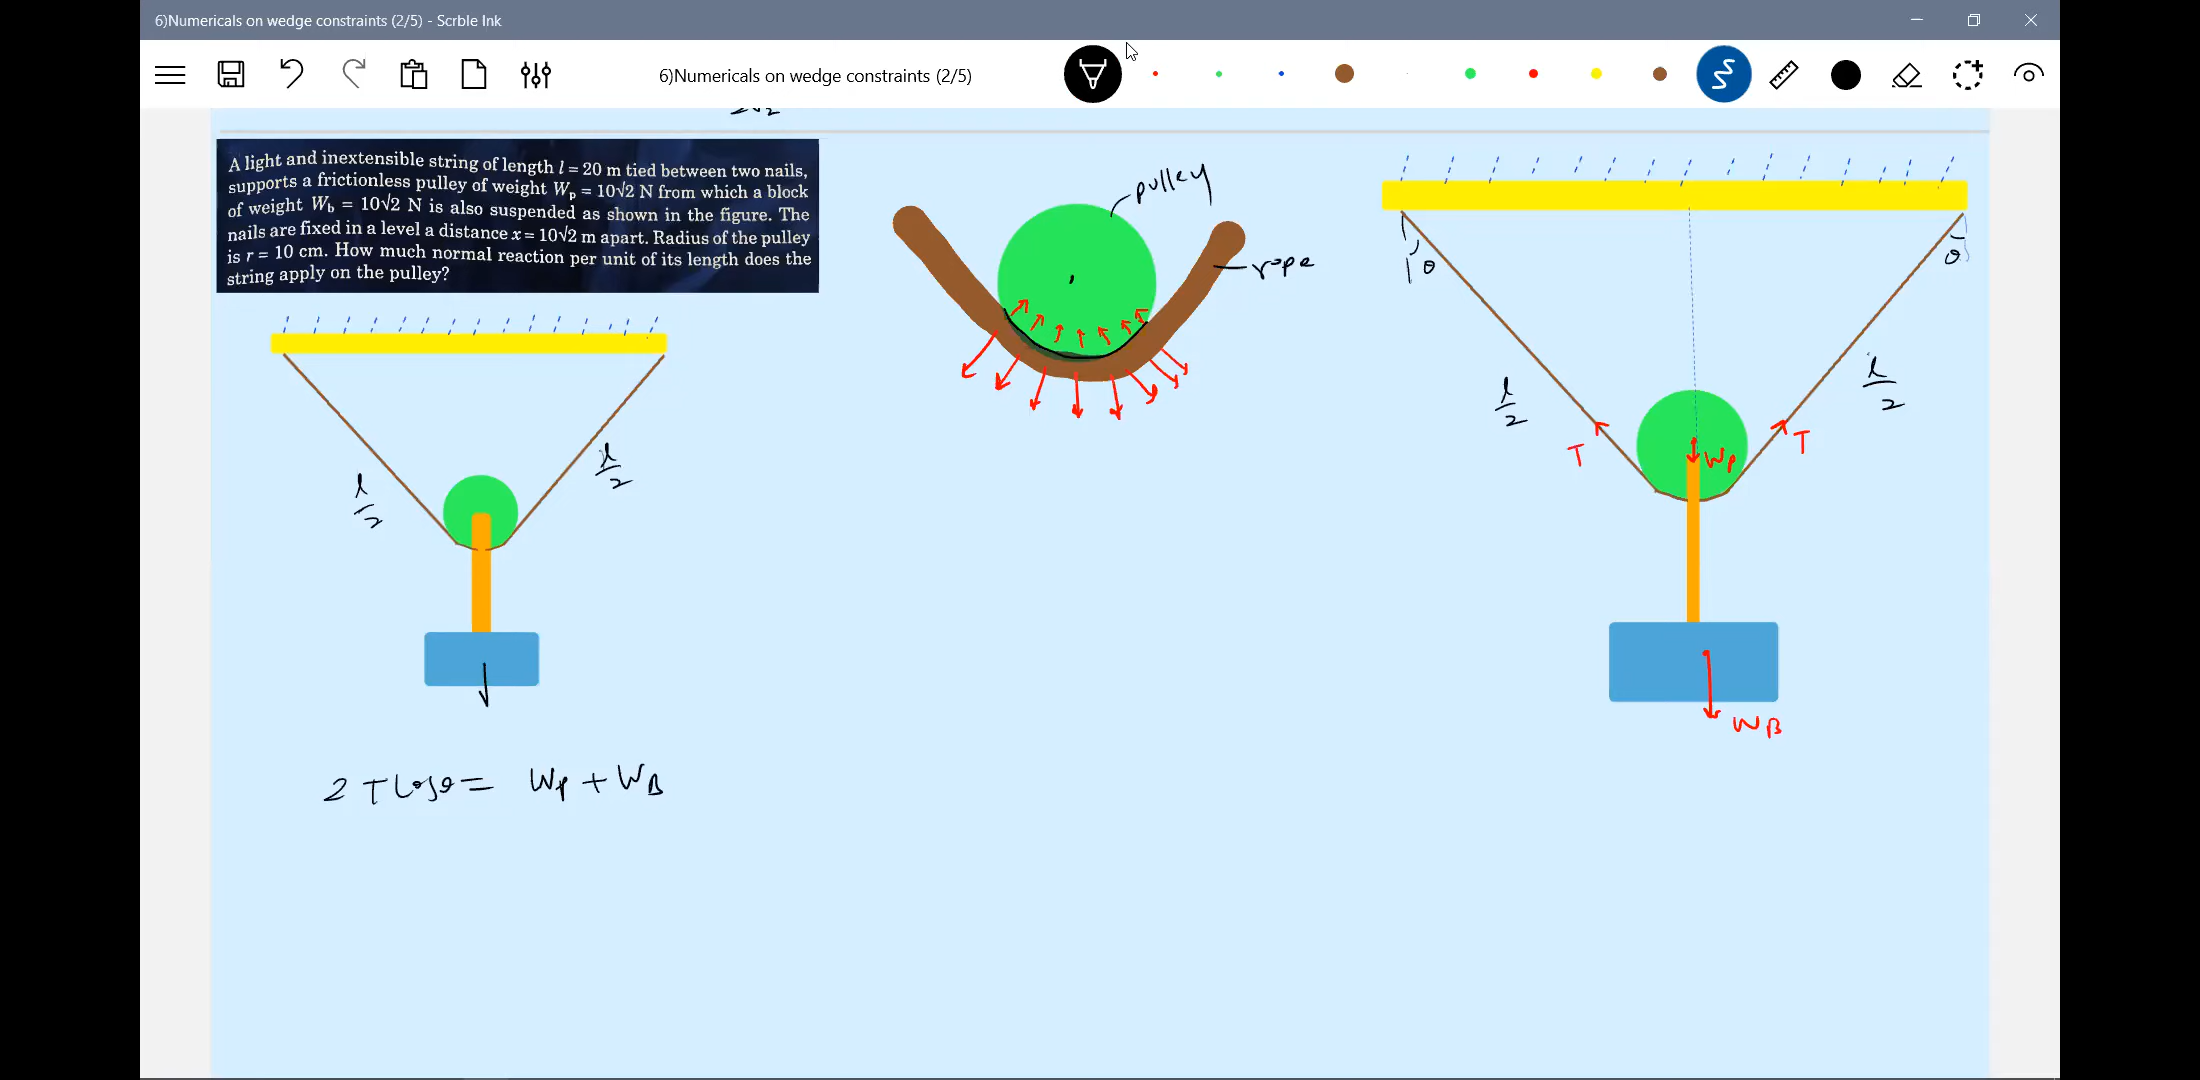 6)Numericals on wedge constraints (2/5) - Scrble Ink
6)Numericals on wedge constraints (2/5)
A light and inextensible string of length l = 20 m tied between two nails,
supports a frictionless pulley of weight Wp = 10√2 N from which a block
of weight Wb = 10√2 N is also suspended as shown in the figure. The
nails are fixed in a level a distance x = 10√2 m apart. Radius of the pulley
is r = 10 cm. How much normal reaction per unit of its length does the
string apply on the pulley?
pulley
rope
θ
θ
l/2
l/2
T
T
Wp
WB
l/2
l/2
2 T cosθ = Wp + WB